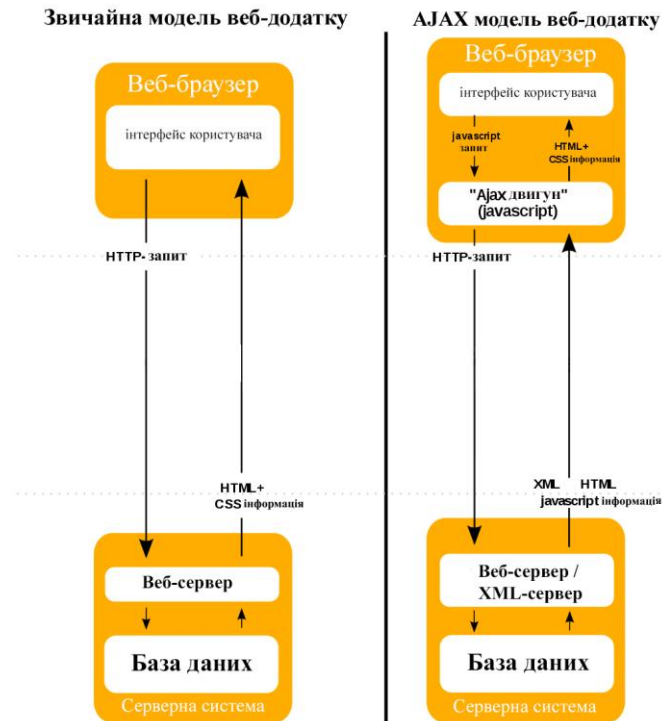 Звичайна модель веб-додатку
Веб-браузер
інтерфейс користувача
HTTP- запит
HTML+
CSS інформація
Веб-сервер
База даних
Серверна система
AJAX модель веб-додатку
Веб-браузер
інтерфейс користувача
javascript
запит
HTML+
CSS інформація
"Ajax двигун"
(javascript)
HTTP-запит
XML HTML
javascript інформація
Веб-сервер /
XML-сервер
База даних
Серверна система